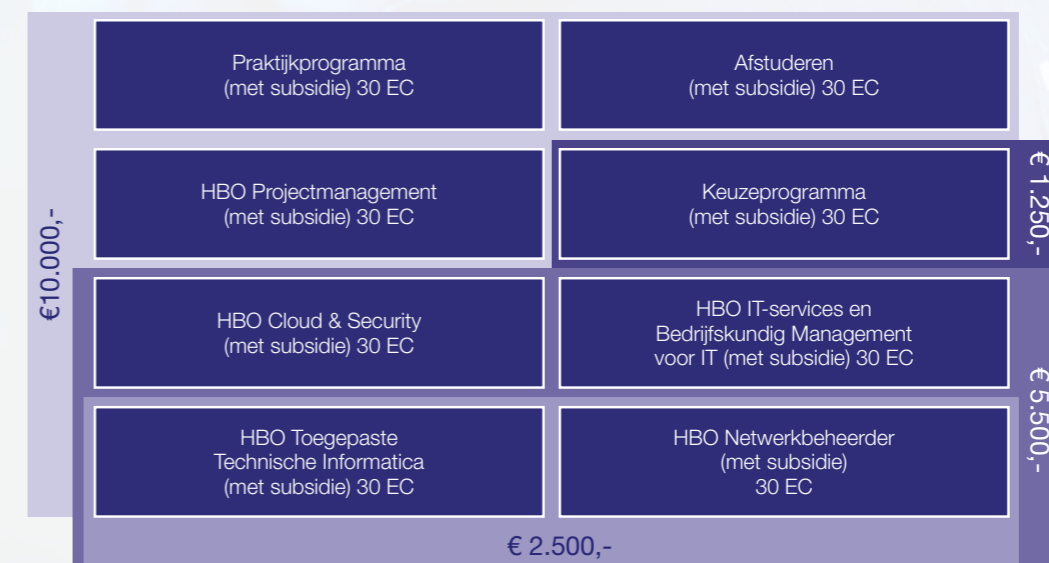 Praktijkprogramma
(met subsidie) 30 EC
Afstuderen
(met subsidie) 30 EC
HBO Projectmanagement
(met subsidie) 30 EC
Keuzeprogramma
(met subsidie) 30 EC
€ 1.250,-
€10.000,-
HBO Cloud & Security
(met subsidie) 30 EC
HBO IT-services en
Bedrijfskundig Management
voor IT (met subsidie) 30 EC
€ 5.500,-
HBO Toegepaste
Technische Informatica
(met subsidie) 30 EC
HBO Netwerkbeheerder
(met subsidie)
30 EC
€ 2.500,-